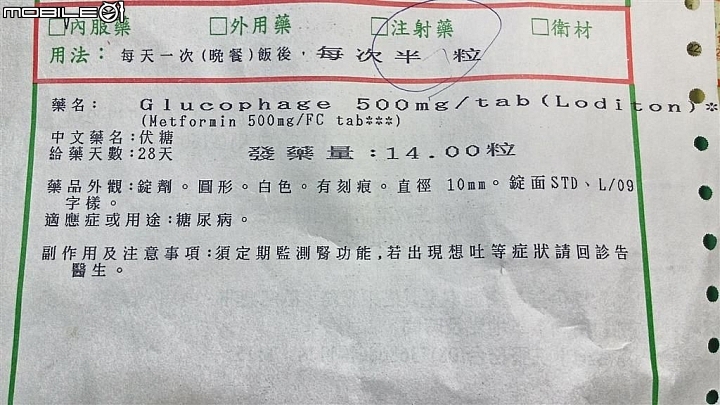 MOBILE01
□內服藥 □外用藥 □注射藥 □衛材
用法：每天一次(晚餐)飯後，每次半 粒
藥名： Glucophage 500mg/tab(Loditon)*
(Metformin 500mg/FC tab***)
中文藥名:伏糖
給藥天數:28天 發藥量:14.00粒
藥品外觀:錠劑。圓形。白色。有刻痕。直徑 10mm。錠面STD、L/09
字樣。
適應症或用途:糖尿病。
副作用及注意事項:須定期監測腎功能,若出現想吐等症狀請回診告
醫生。